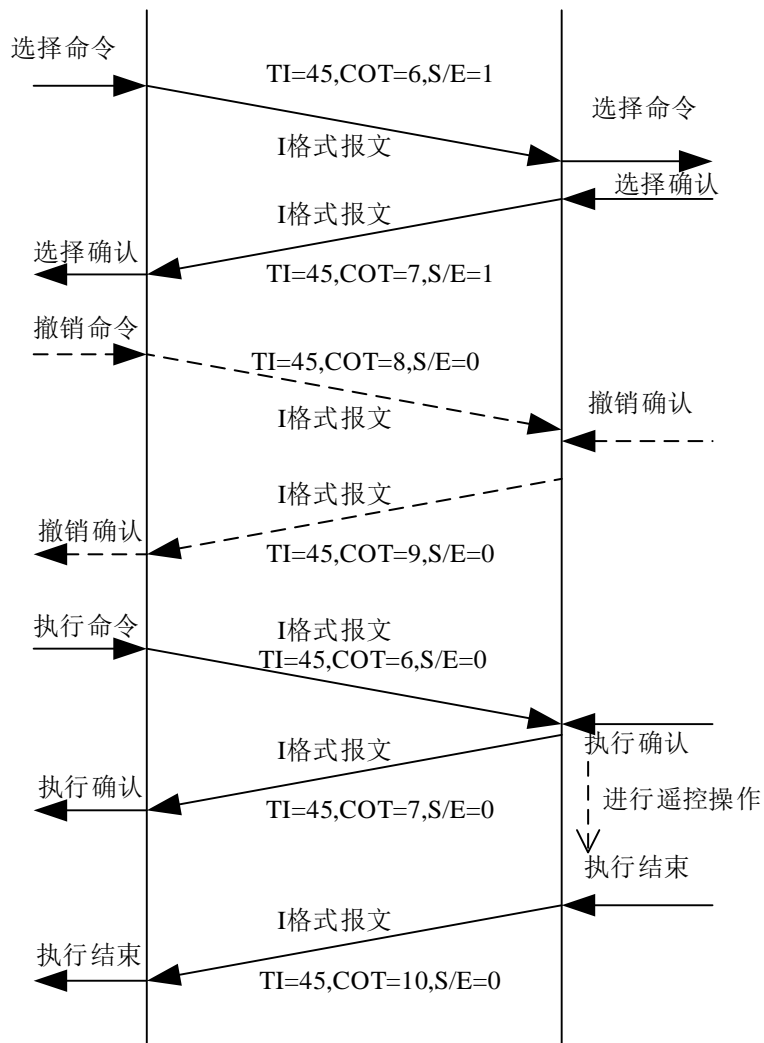 选择命令
TI=45,COT=6,S/E=1
选择命令
I格式报文
选择确认
I格式报文
选择确认
TI=45,COT=7,S/E=1
撤销命令
TI=45,COT=8,S/E=0
撤销确认
I格式报文
I格式报文
撤销确认
TI=45,COT=9,S/E=0
执行命令
I格式报文
TI=45,COT=6,S/E=0
执行确认
I格式报文
执行确认
TI=45,COT=7,S/E=0
进行遥控操作
执行结束
I格式报文
执行结束
TI=45,COT=10,S/E=0